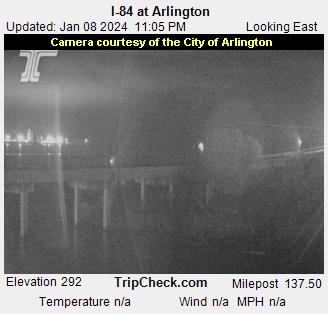 I-84 at Arlington
Updated: Jan 08 2024 11:05 PM Looking East
Camera courtesy of the City of Arlington
Elevation 292 TripCheck.com Milepost 137.50
Temperature n/a Wind n/a MPH n/a